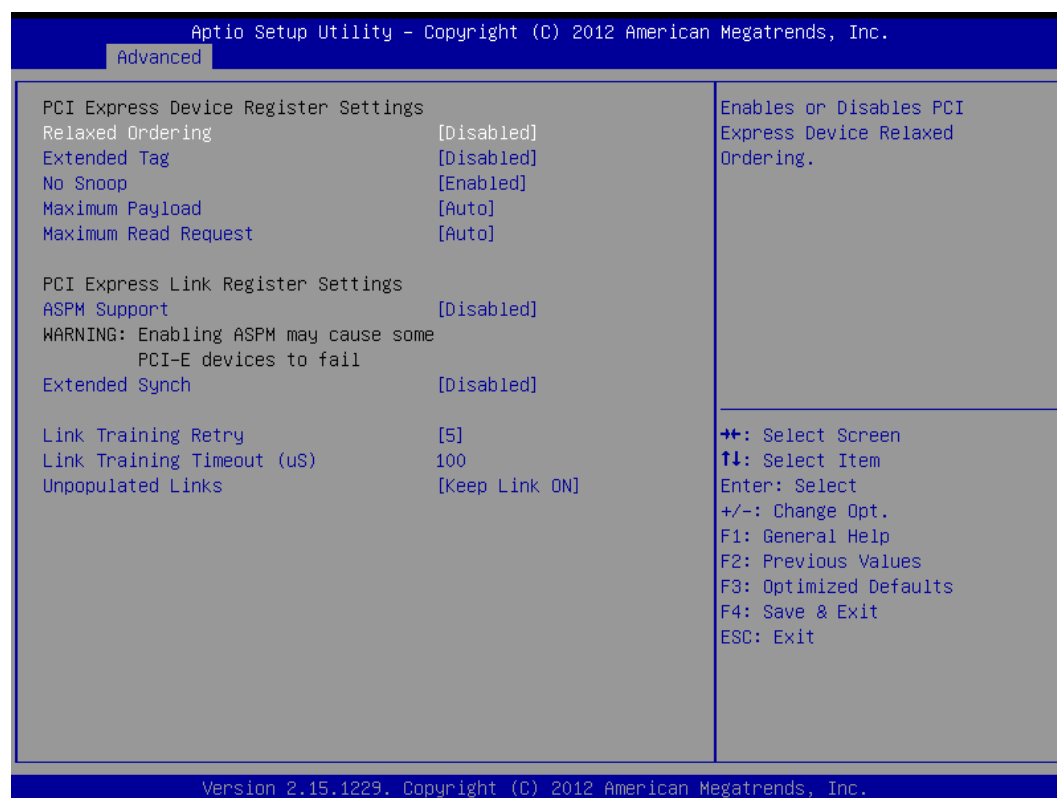 Aptio Setup Utility – Copyright (C) 2012 American Megatrends, Inc.
Advanced
PCI Express Device Register Settings
Relaxed Ordering [Disabled]
Extended Tag [Disabled]
No Snoop [Enabled]
Maximum Payload [Auto]
Maximum Read Request [Auto]
PCI Express Link Register Settings
ASPM Support [Disabled]
WARNING: Enabling ASPM may cause some
PCI-E devices to fail
Extended Synch [Disabled]
Link Training Retry [5]
Link Training Timeout (uS) 100
Unpopulated Links [Keep Link ON]
Enables or Disables PCI
Express Device Relaxed
Ordering.
→←: Select Screen
↑↓: Select Item
Enter: Select
+/-: Change Opt.
F1: General Help
F2: Previous Values
F3: Optimized Defaults
F4: Save & Exit
ESC: Exit
Version 2.15.1229. Copyright (C) 2012 American Megatrends, Inc.